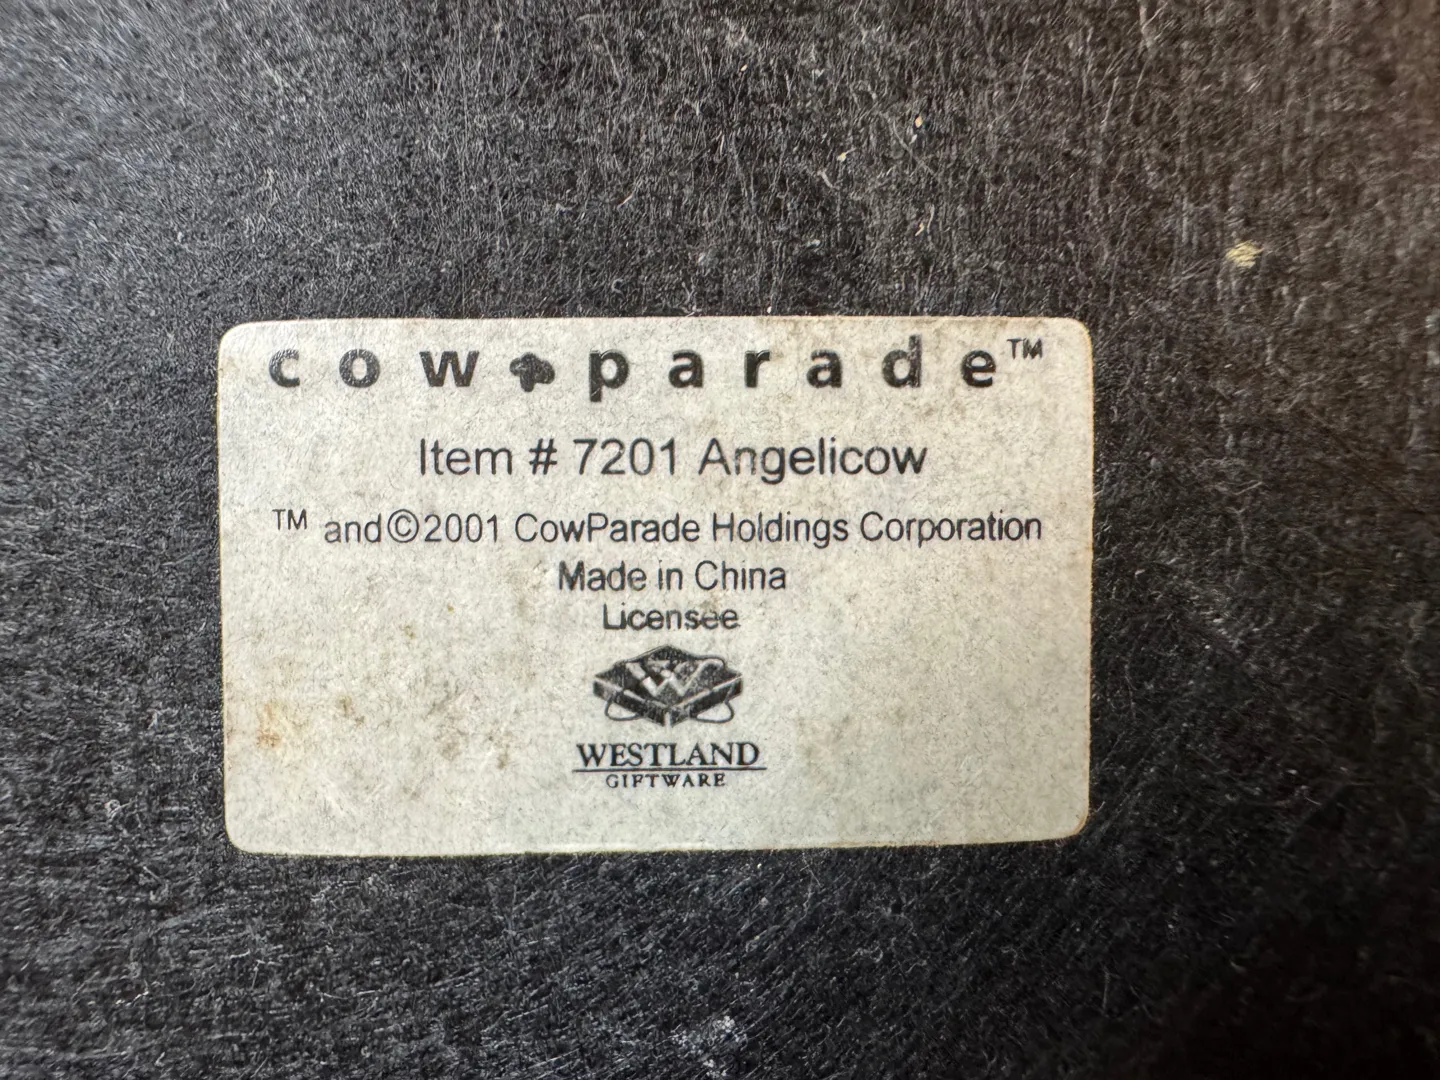 cow parade™
Item # 7201 Angelicow
™ and©2001 CowParade Holdings Corporation
Made in China
Licensee
W
WESTLAND
GIFTWARE